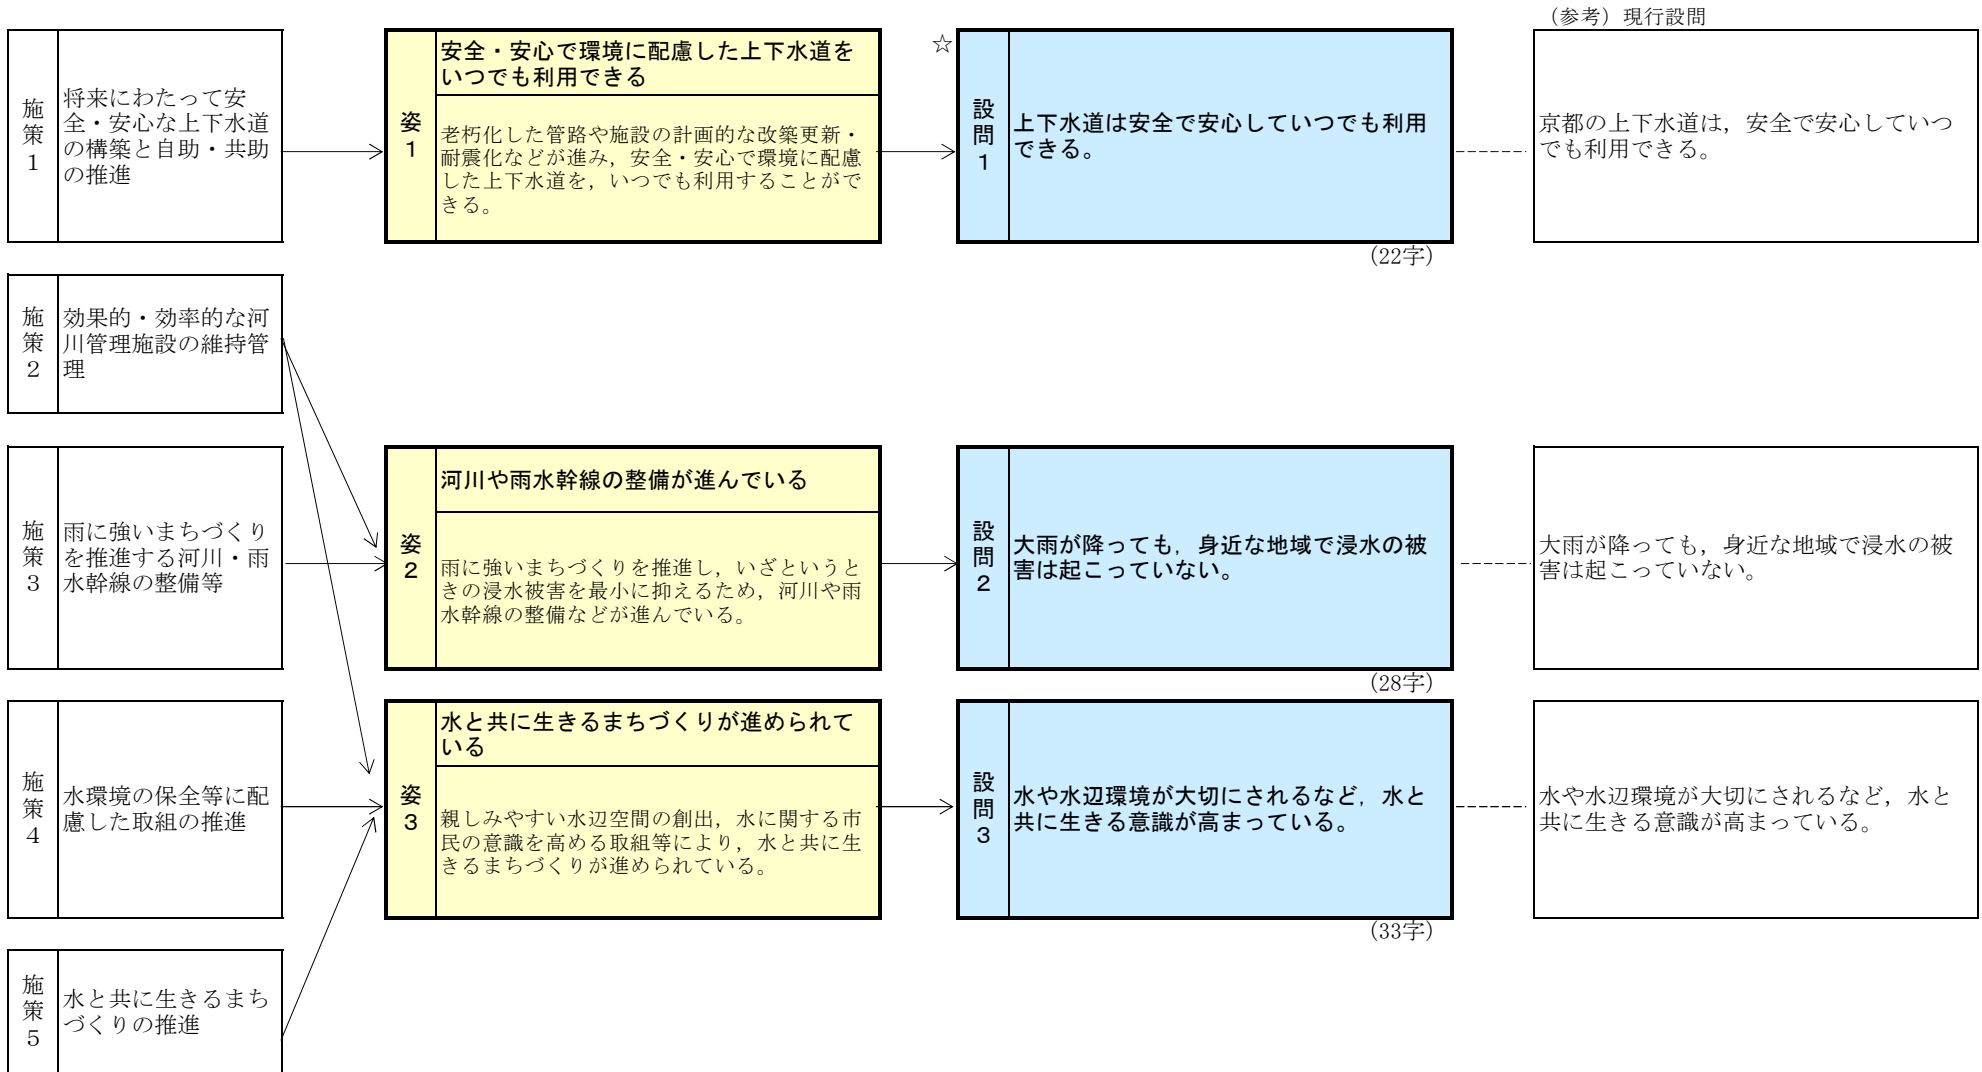 （参考）現行設問
施策１
将来にわたって安
全・安心な上下水道
の構築と自助・共助
の推進
姿１
安全・安心で環境に配慮した上下水道を
いつでも利用できる
老朽化した管路や施設の計画的な改築更新・
耐震化などが進み，安全・安心で環境に配慮
した上下水道を，いつでも利用することがで
きる。
☆
設問１
上下水道は安全で安心していつでも利用
できる。
（22字）
京都の上下水道は，安全で安心していつ
でも利用できる。
施策２
効果的・効率的な河
川管理施設の維持管
理
施策３
雨に強いまちづくり
を推進する河川・雨
水幹線の整備等
姿２
河川や雨水幹線の整備が進んでいる
雨に強いまちづくりを推進し，いざというと
きの浸水被害を最小に抑えるため，河川や雨
水幹線の整備などが進んでいる。
設問２
大雨が降っても，身近な地域で浸水の被
害は起こっていない。
（28字）
大雨が降っても，身近な地域で浸水の被
害は起こっていない。
施策４
水環境の保全等に配
慮した取組の推進
姿３
水と共に生きるまちづくりが進められて
いる
親しみやすい水辺空間の創出，水に関する市
民の意識を高める取組等により，水と共に生
きるまちづくりが進められている。
設問３
水や水辺環境が大切にされるなど，水と
共に生きる意識が高まっている。
（33字）
水や水辺環境が大切にされるなど，水と
共に生きる意識が高まっている。
施策５
水と共に生きるまち
づくりの推進